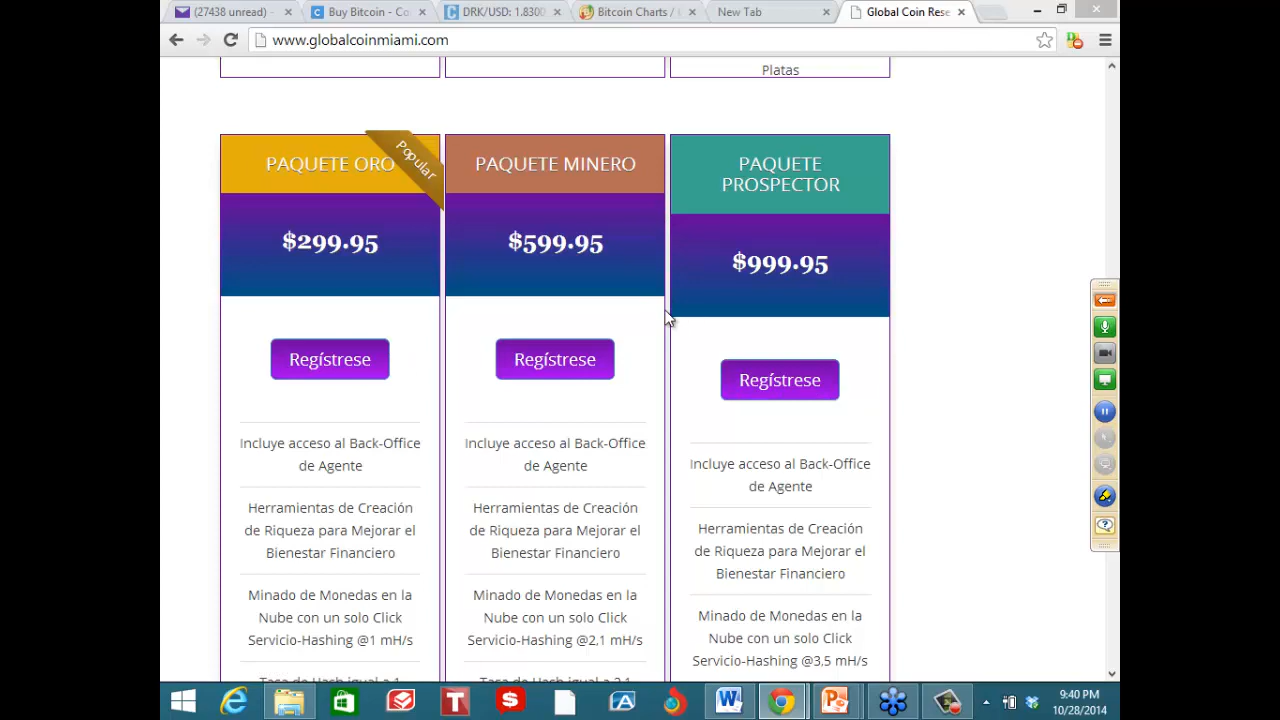 (27438 unread) -
Buy Bitcoin - Co
DRK/USD: 1.8300
Bitcoin Charts / 
New Tab
Global Coin Rese
www.globalcoinmiami.com
Platas
PAQUETE ORO
Popular
$299.95
Regístrese
Incluye acceso al Back-Office
de Agente
Herramientas de Creación
de Riqueza para Mejorar el
Bienestar Financiero
Minado de Monedas en la
Nube con un solo Click
Servicio-Hashing @1 mH/s
PAQUETE MINERO
$599.95
Regístrese
Incluye acceso al Back-Office
de Agente
Herramientas de Creación
de Riqueza para Mejorar el
Bienestar Financiero
Minado de Monedas en la
Nube con un solo Click
Servicio-Hashing @2,1 mH/s
PAQUETE
PROSPECTOR
$999.95
Regístrese
Incluye acceso al Back-Office
de Agente
Herramientas de Creación
de Riqueza para Mejorar el
Bienestar Financiero
Minado de Monedas en la
Nube con un solo Click
Servicio-Hashing @3,5 mH/s
9:40 PM
10/28/2014